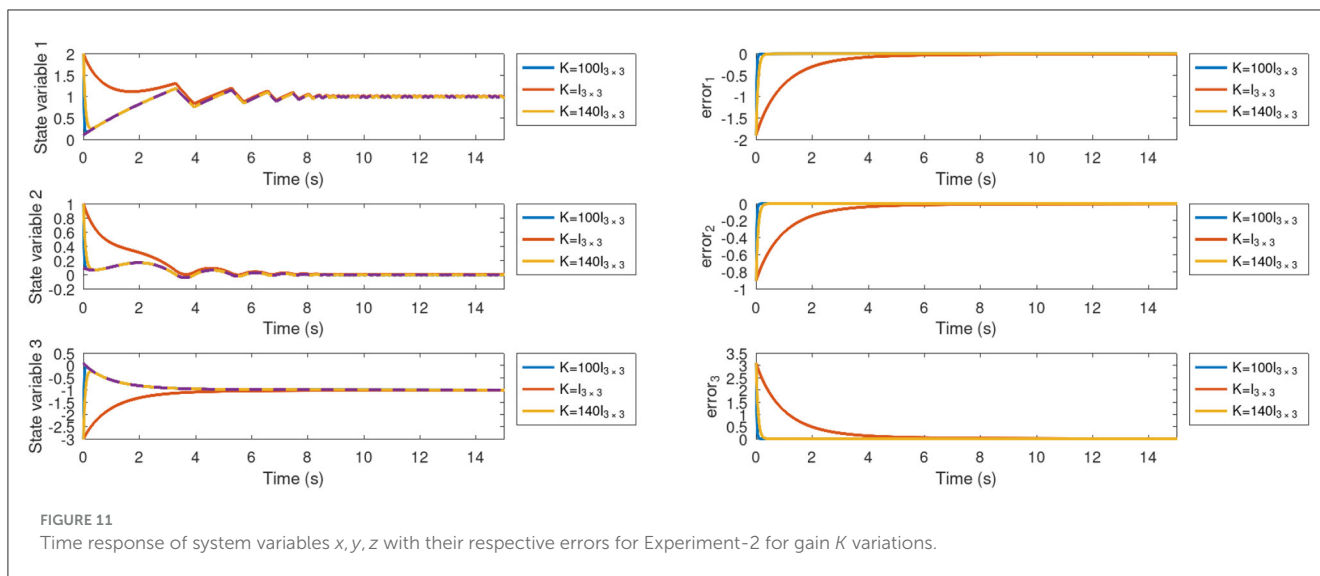 State variable 1
2
1.5
1
0.5
0
0 2 4 6 8 10 12 14
Time (s)
K=100I3×3
K=I3×3
K=140I3×3
error1
0
-0.5
-1
-1.5
-2
0 2 4 6 8 10 12 14
Time (s)
K=100I3×3
K=I3×3
K=140I3×3
State variable 2
1
0.8
0.6
0.4
0.2
0
-0.2
0 2 4 6 8 10 12 14
Time (s)
K=100I3×3
K=I3×3
K=140I3×3
error2
0
-0.2
-0.4
-0.6
-0.8
-1
0 2 4 6 8 10 12 14
Time (s)
K=100I3×3
K=I3×3
K=140I3×3
State variable 3
0.5
0
-0.5
-1
-1.5
-2
-2.5
-3
0 2 4 6 8 10 12 14
Time (s)
K=100I3×3
K=I3×3
K=140I3×3
error3
3.5
3
2.5
2
1.5
1
0.5
0
0 2 4 6 8 10 12 14
Time (s)
K=100I3×3
K=I3×3
K=140I3×3
FIGURE 11
Time response of system variables x, y, z with their respective errors for Experiment-2 for gain K variations.